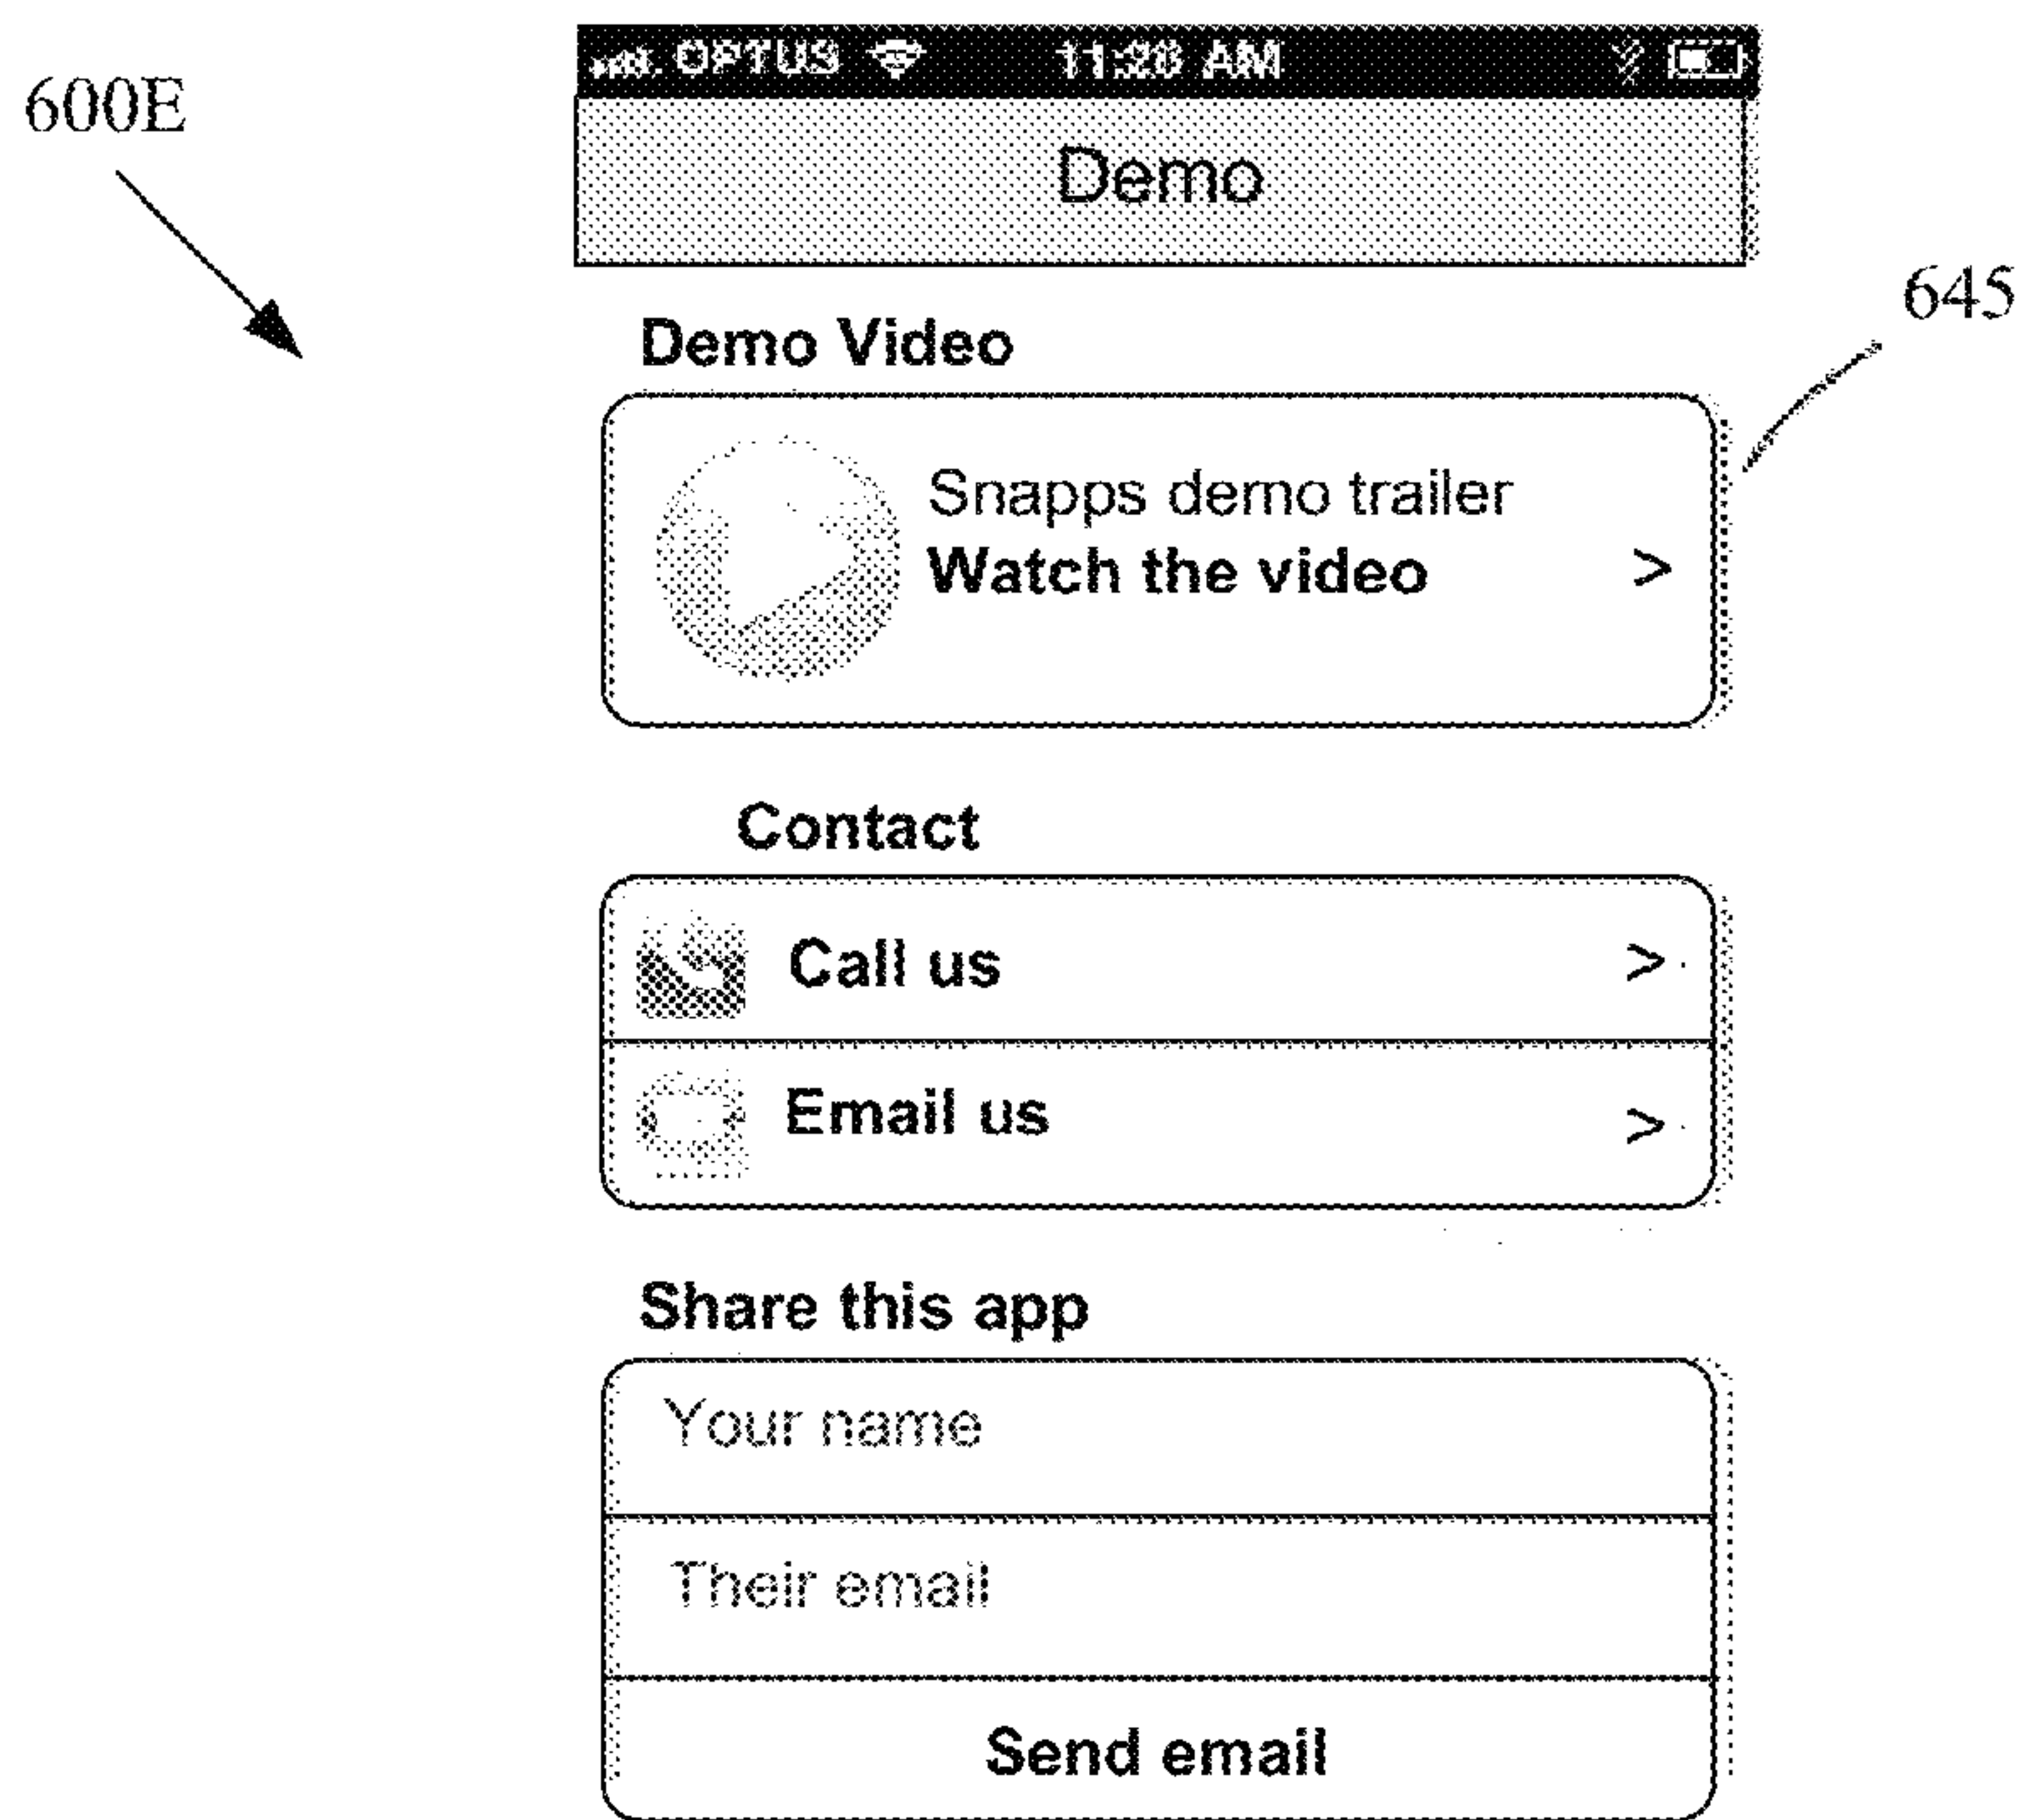 600E
OPTUS 11:28 AM
Demo
645
Demo Video
Snapps demo trailer
Watch the video >
Contact
Call us >
Email us >
Share this app
Your name
Their email
Send email